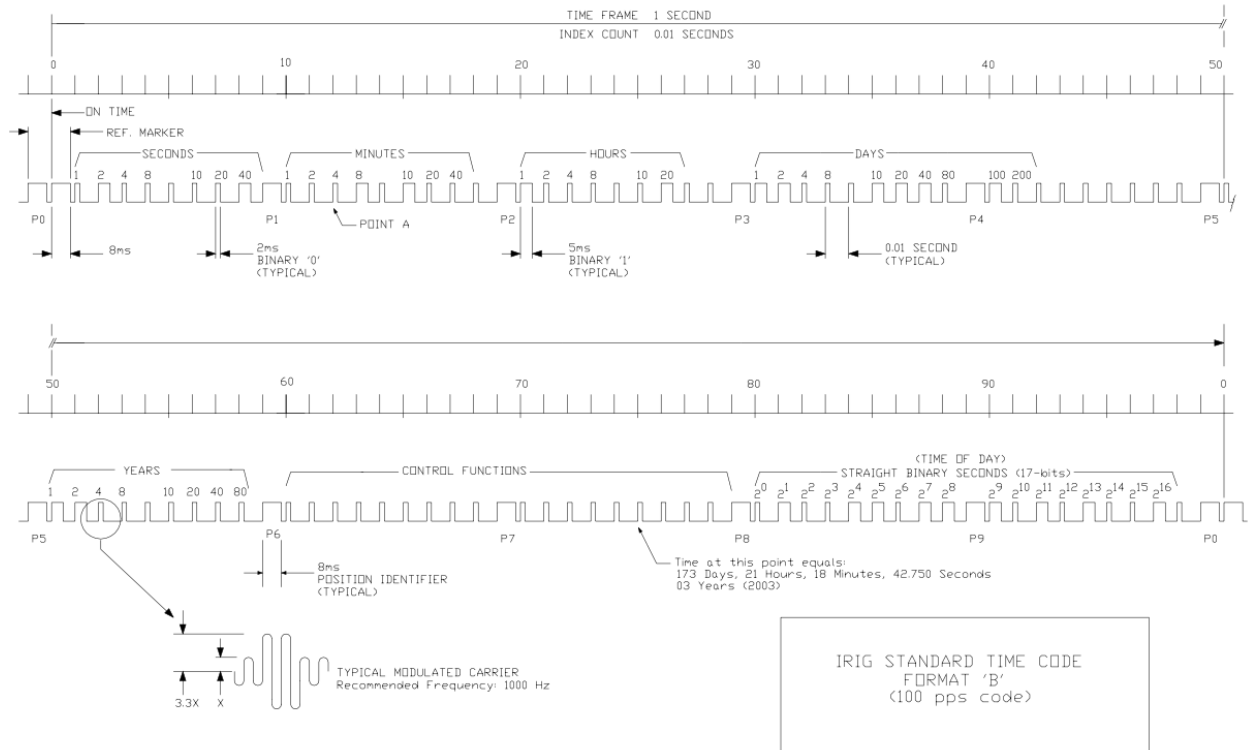 TIME FRAME 1 SECOND
INDEX COUNT 0.01 SECONDS
0 10 20 30 40 50
ON TIME
REF. MARKER
SECONDS MINUTES HOURS DAYS
1 2 4 8 10 20 40 1 2 4 8 10 20 40 1 2 4 8 10 20 1 2 4 8 10 20 40 80 100 200
P0 P1 P2 P3 P4 P5
POINT A
8ms
2ms
BINARY '0'
(TYPICAL)
5ms
BINARY '1'
(TYPICAL)
0.01 SECOND
(TYPICAL)
50 60 70 80 90 0
YEARS CONTROL FUNCTIONS
(TIME OF DAY)
STRAIGHT BINARY SECONDS (17-bits)
1 2 4 8 10 20 40 80
2^0 2^1 2^2 2^3 2^4 2^5 2^6 2^7 2^8 2^9 2^10 2^11 2^12 2^13 2^14 2^15 2^16
P5 P6 P7 P8 P9 P0
8ms
POSITION IDENTIFIER
(TYPICAL)
Time at this point equals:
173 Days, 21 Hours, 18 Minutes, 42.750 Seconds
03 Years (2003)
TYPICAL MODULATED CARRIER
Recommended Frequency: 1000 Hz
3.3X X
IRIG STANDARD TIME CODE
FORMAT 'B'
(100 pps code)